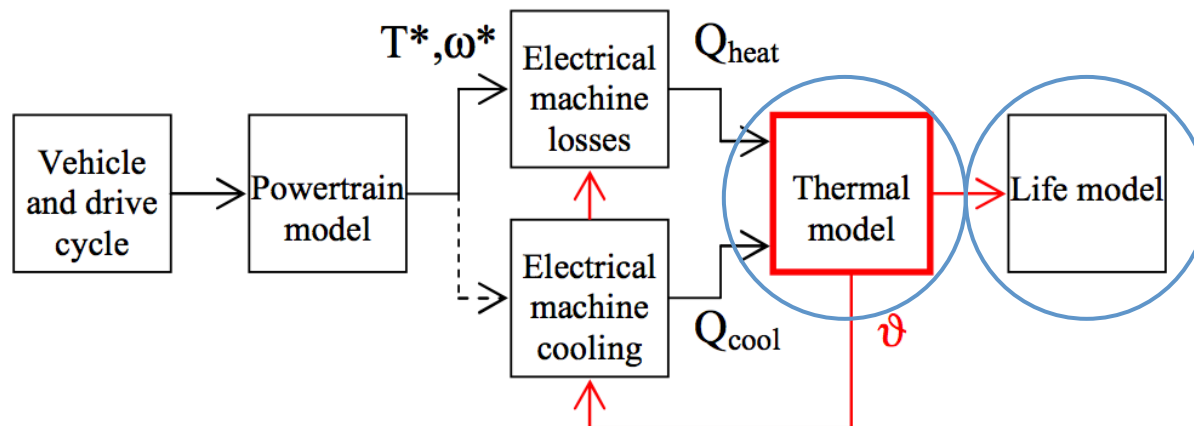 T*,ω*
Electrical
machine
losses
Q_heat
Vehicle
and drive
cycle
Powertrain
model
Thermal
model
Life model
Electrical
machine
cooling
Q_cool
ϑ